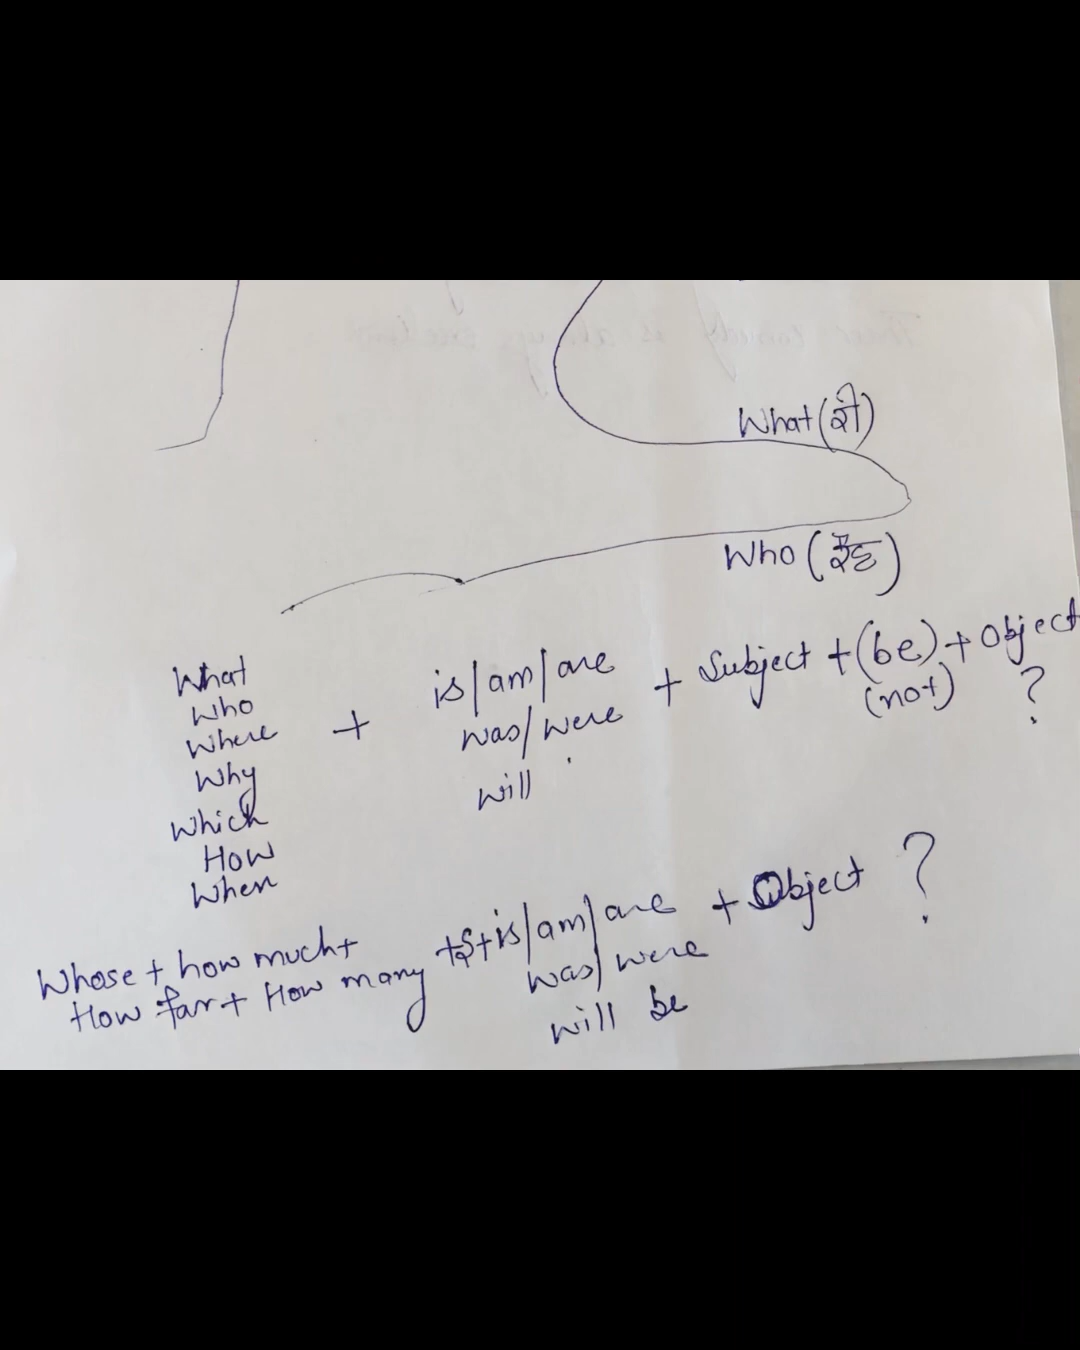 What (की)
Who (कौन)
What
Who
Where
Why
Which
How
When
+
is/am/are
was/were
will
+ Subject + (be) + Object
(not) ?
Whose + how much +
How far + How many
+S+is/am/are + Object ?
was/were
will be